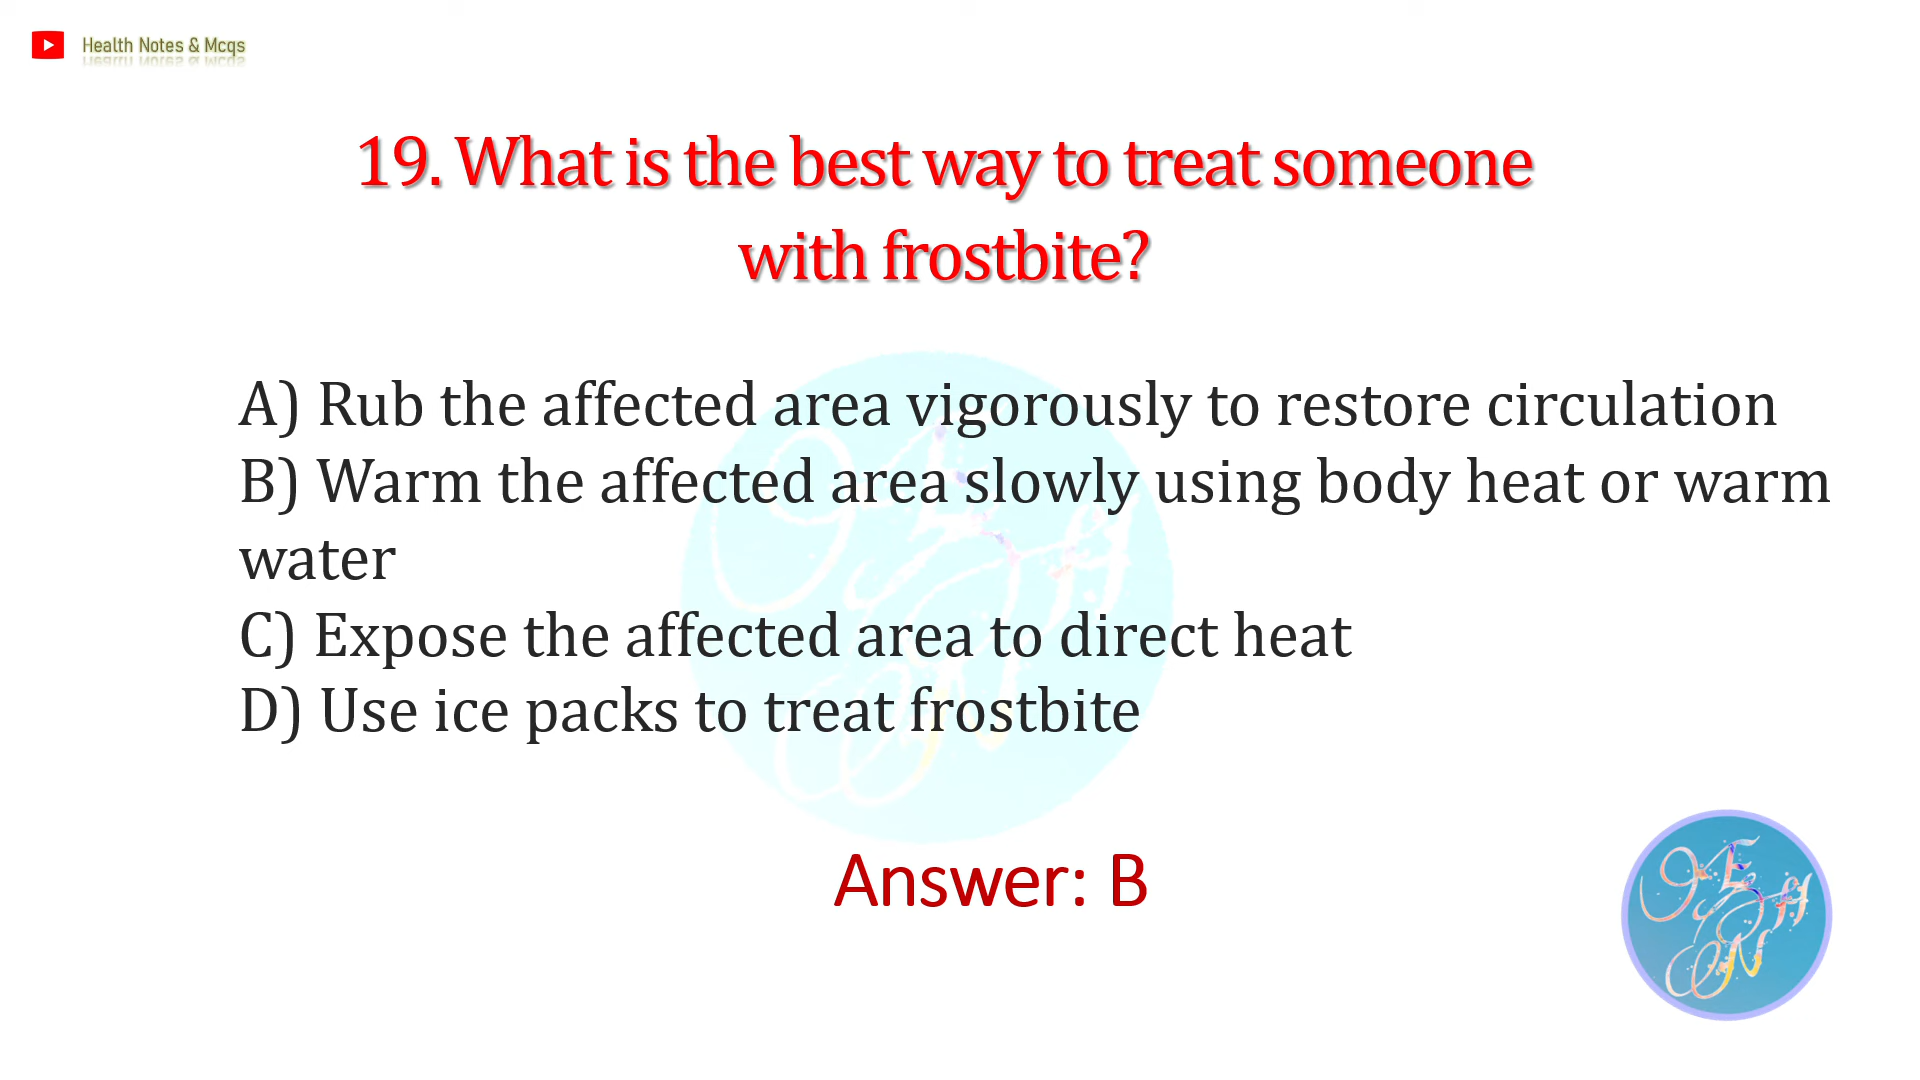 Health Notes & Mcqs
19. What is the best way to treat someone
with frostbite?
A) Rub the affected area vigorously to restore circulation
B) Warm the affected area slowly using body heat or warm
water
C) Expose the affected area to direct heat
D) Use ice packs to treat frostbite
Answer: B